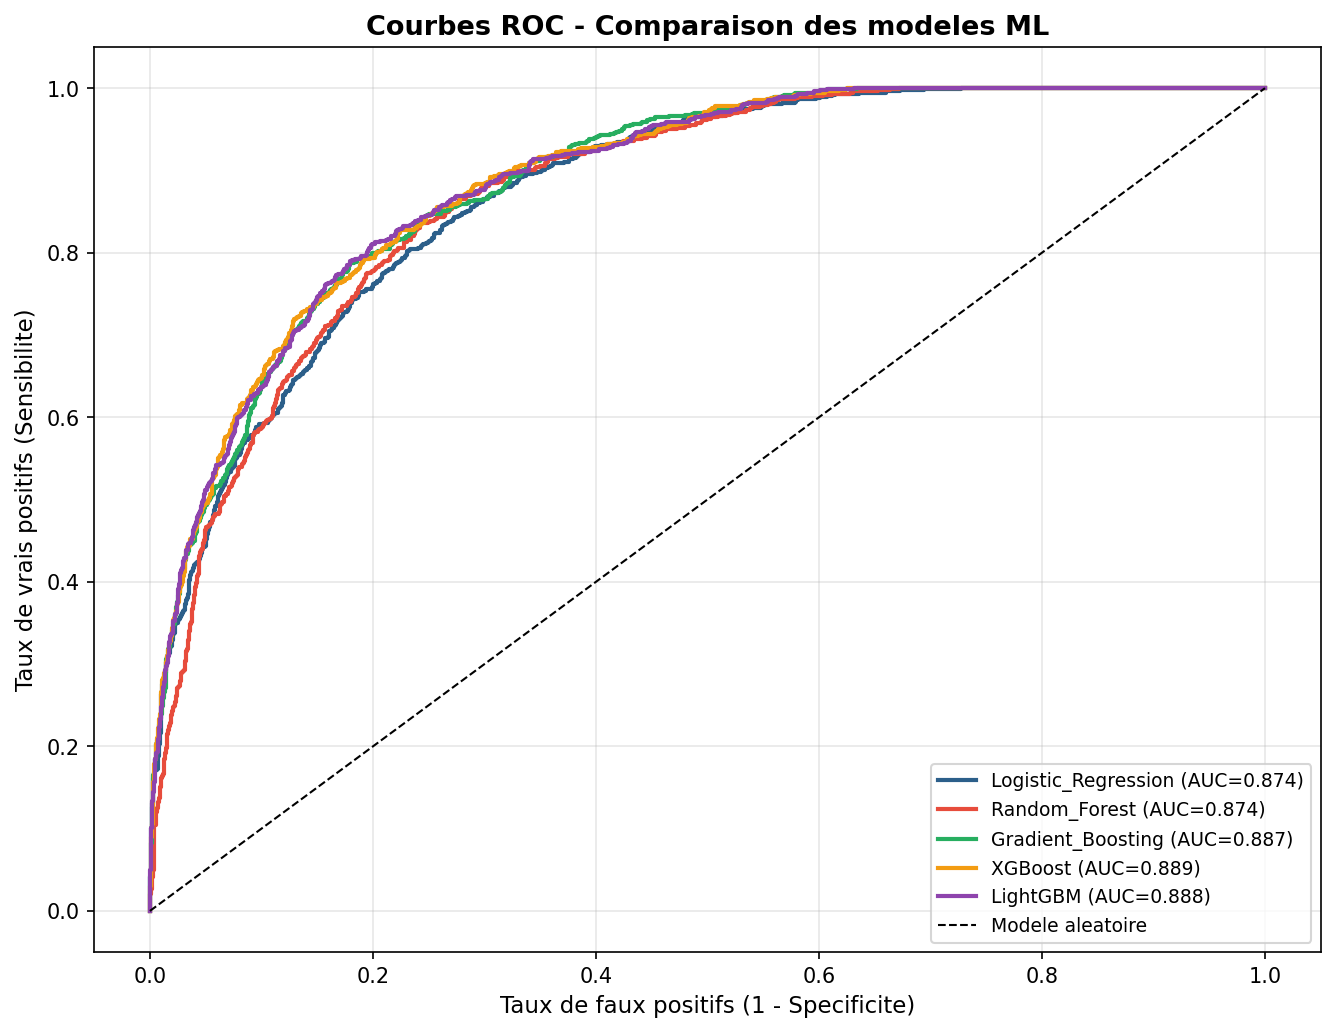 Courbes ROC - Comparaison des modeles ML
Taux de vrais positifs (Sensibilite)
1.0
0.8
0.6
0.4
0.2
0.0
0.0 0.2 0.4 0.6 0.8 1.0
Taux de faux positifs (1 - Specificite)
Logistic_Regression (AUC=0.874)
Random_Forest (AUC=0.874)
Gradient_Boosting (AUC=0.887)
XGBoost (AUC=0.889)
LightGBM (AUC=0.888)
Modele aleatoire